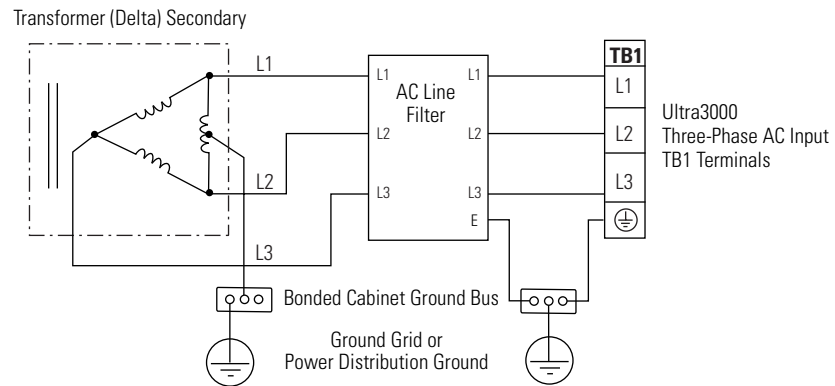 Transformer (Delta) Secondary
L1
L2
L3
L1
L2
L3
AC Line
Filter
L1
L2
L3
E
TB1
L1
L2
L3
Ultra3000
Three-Phase AC Input
TB1 Terminals
Bonded Cabinet Ground Bus
Ground Grid or
Power Distribution Ground